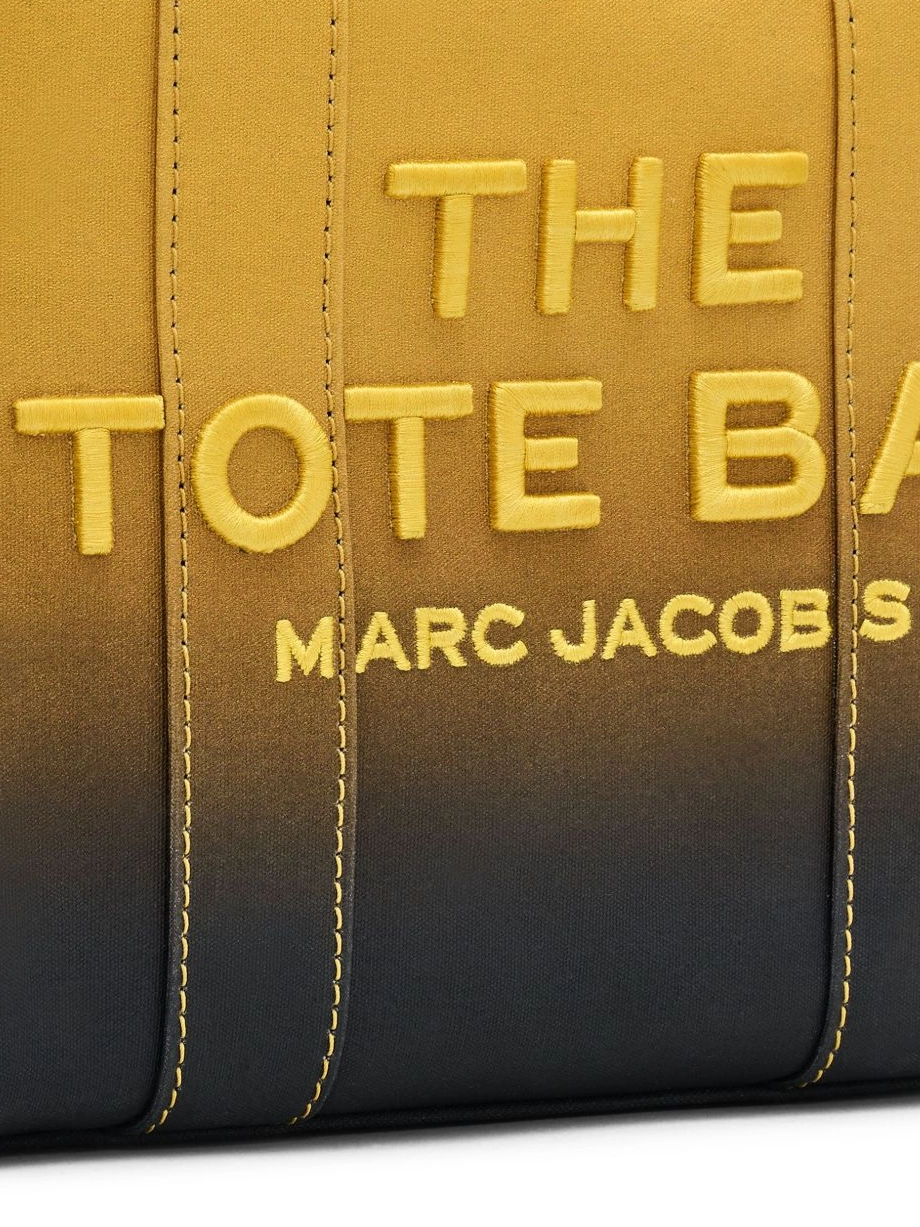 THE
TOTE BA
MARC JACOBS